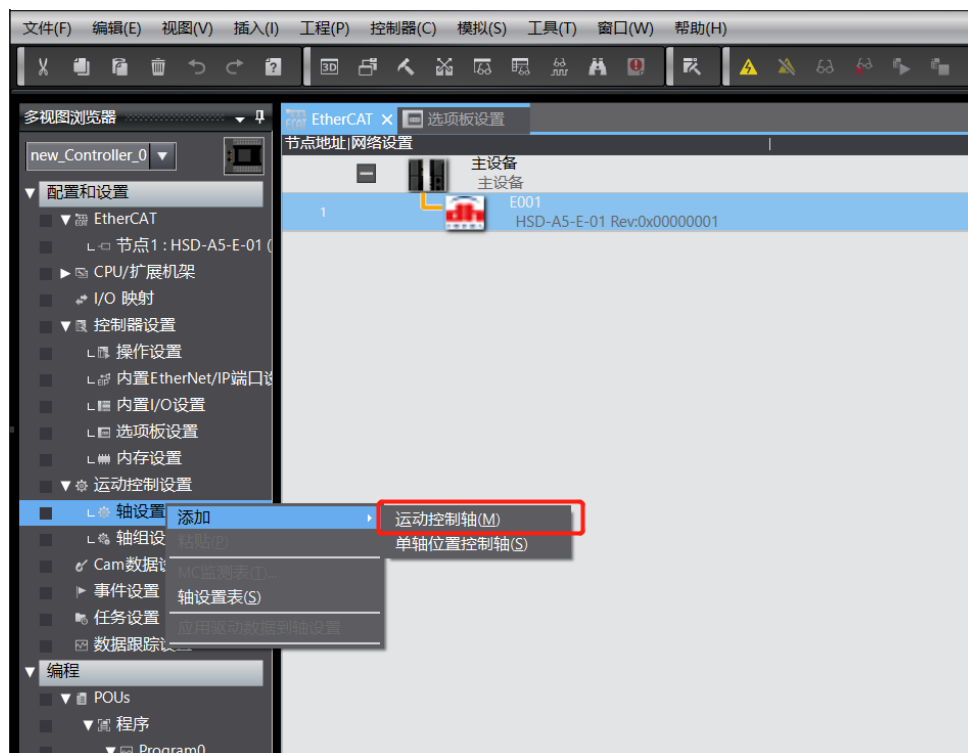 文件(F) 编辑(E) 视图(V) 插入(I) 工程(P) 控制器(C) 模拟(S) 工具(T) 窗口(W) 帮助(H)
3D
多视图浏览器
new_Controller_0
配置和设置
EtherCAT
节点1 : HSD-A5-E-01 (
CPU/扩展机架
I/O 映射
控制器设置
操作设置
内置EtherNet/IP端口设
内置I/O设置
选项板设置
内存设置
运动控制设置
轴设置
轴组设
Cam数据设
事件设置
任务设置
数据跟踪设
编程
POUs
程序
Program0
EtherCAT 选项板设置
节点地址|网络设置
主设备
主设备
1
E001
HSD-A5-E-01 Rev:0x00000001
添加
粘贴(P)
MC监测表(T)...
轴设置表(S)
应用驱动数据到轴设置
运动控制轴(M)
单轴位置控制轴(S)